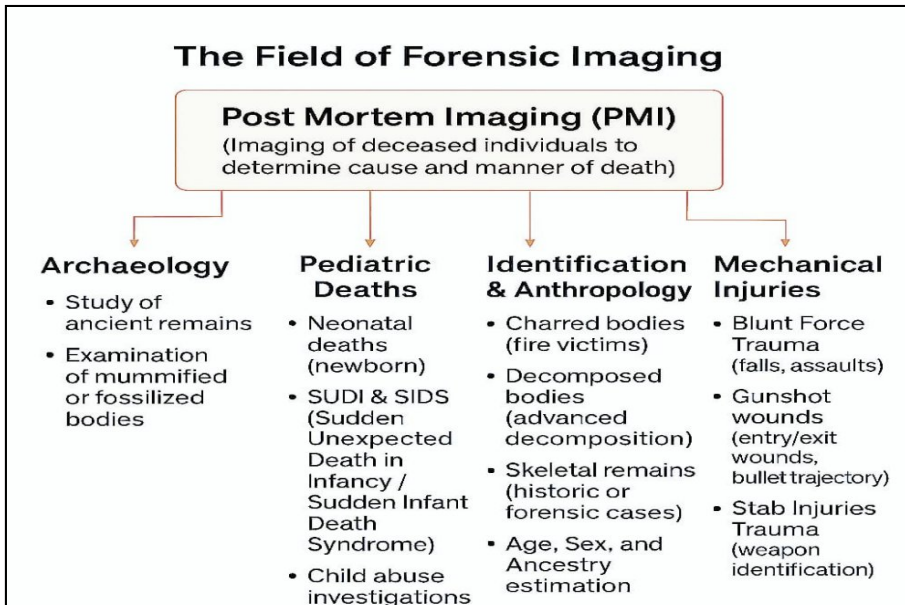 The Field of Forensic Imaging
Post Mortem Imaging (PMI)
(Imaging of deceased individuals to
determine cause and manner of death)
Archaeology
• Study of
ancient remains
• Examination
of mummified
or fossilized
bodies
Pediatric
Deaths
• Neonatal
deaths
(newborn)
• SUDI & SIDS
(Sudden
Unexpected
Death in
Infancy /
Sudden Infant
Death
Syndrome)
• Child abuse
investigations
Identification
& Anthropology
• Charred bodies
(fire victims)
• Decomposed
bodies
(advanced
decomposition)
• Skeletal remains
(historic or
forensic cases)
• Age, Sex, and
Ancestry
estimation
Mechanical
Injuries
• Blunt Force
Trauma
(falls, assaults)
• Gunshot
wounds
(entry/exit
wounds,
bullet trajectory)
• Stab Injuries
Trauma
(weapon
identification)